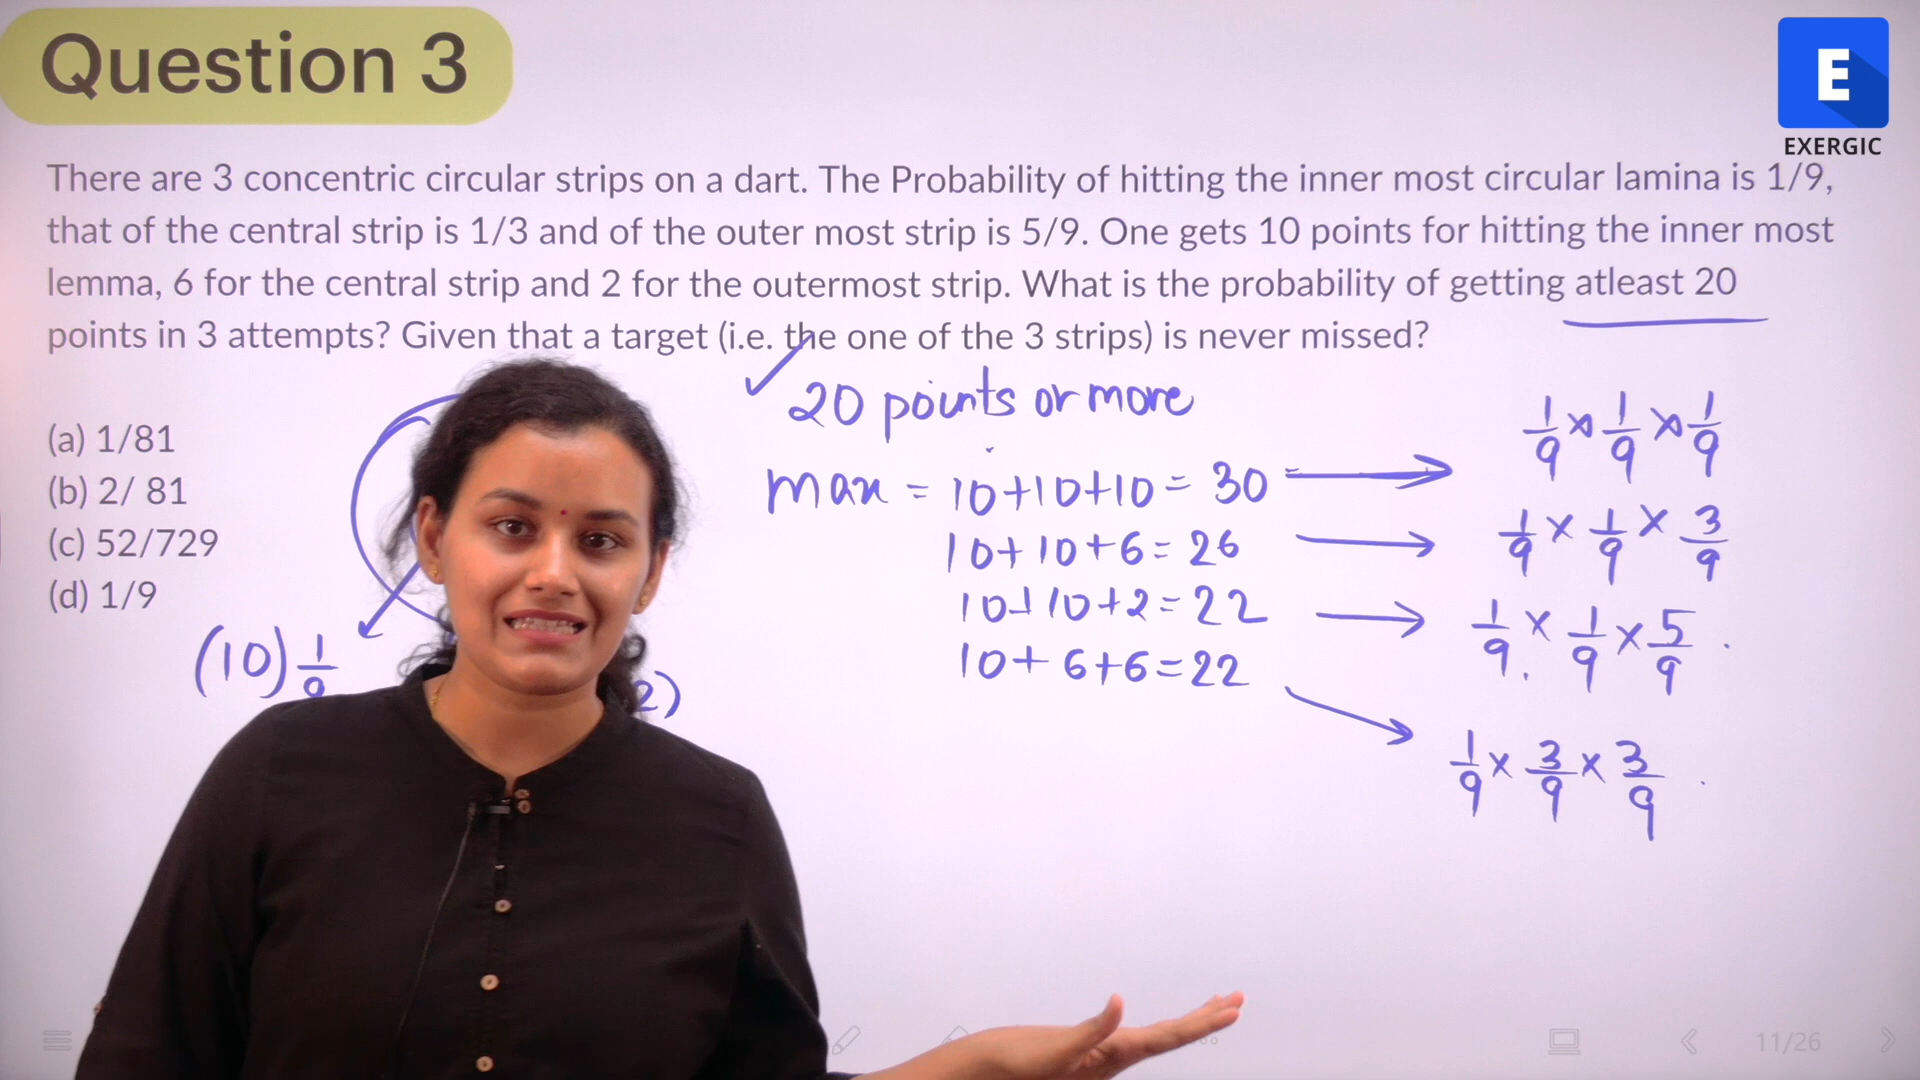 Question 3
E
EXERGIC
There are 3 concentric circular strips on a dart. The Probability of hitting the inner most circular lamina is 1/9,
that of the central strip is 1/3 and of the outer most strip is 5/9. One gets 10 points for hitting the inner most
lemma, 6 for the central strip and 2 for the outermost strip. What is the probability of getting atleast 20
points in 3 attempts? Given that a target (i.e. the one of the 3 strips) is never missed?
(a) 1/81
(b) 2/ 81
(c) 52/729
(d) 1/9
(10) 1/9
2)
20 points or more
max = 10+10+10 = 30
1/9 × 1/9 × 1/9
10+10+6 = 26
1/9 × 1/9 × 3/9
10+10+2 = 22
1/9 × 1/9 × 5/9
10+ 6+6 = 22
1/9 × 3/9 × 3/9
11/26